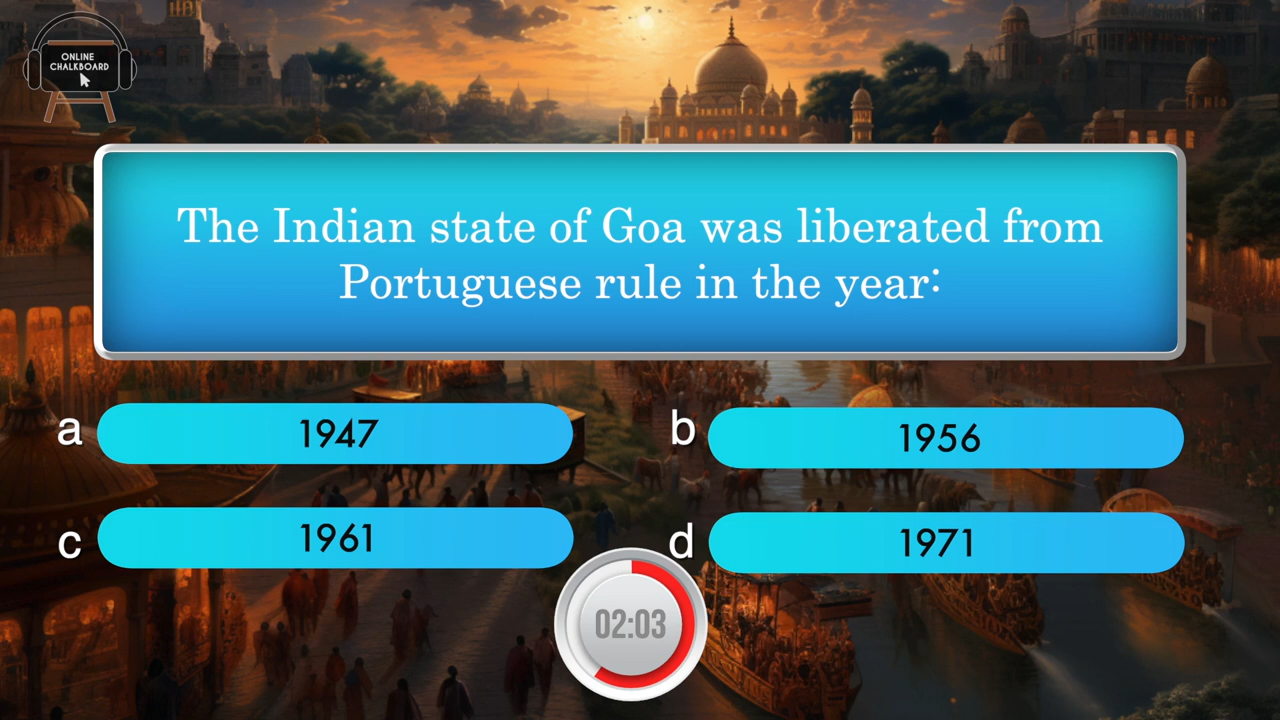 ONLINE
CHALKBOARD
The Indian state of Goa was liberated from
Portuguese rule in the year:
a 1947
b 1956
c 1961
d 1971
02:03